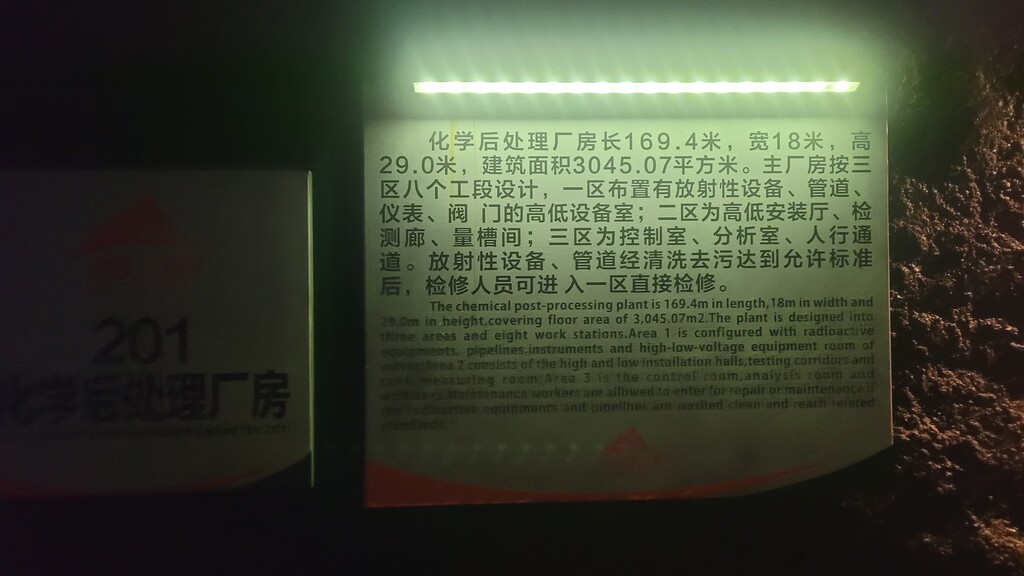 201
化学后处理厂房
化学后处理厂房长169.4米，宽18米，高
29.0米，建筑面积3045.07平方米。主厂房按三
区八个工段设计，一区布置有放射性设备、管道、
仪表、阀 门的高低设备室；二区为高低安装厅、检
测廊、量槽间；三区为控制室、分析室、人行通
道。放射性设备、管道经清洗去污达到允许标准
后，检修人员可进 入一区直接检修。
The chemical post-processing plant is 169.4m in length,18m in width and
29.0m in height,covering floor area of 3,045.07m2.The plant is designed into
three areas and eight work stations.Area 1 is configured with radioactive
equipments, pipelines,instruments and high-low-voltage equipment room of
valves;Area 2 consists of the high and low installation halls,testing corridors and
tank measuring room;Area 3 is the control room,analysis room and
walkways.Maintenance workers are allowed to enter for repair or maintenance if
the radioactive equipments and pipelines are washed clean and reach related
standards.